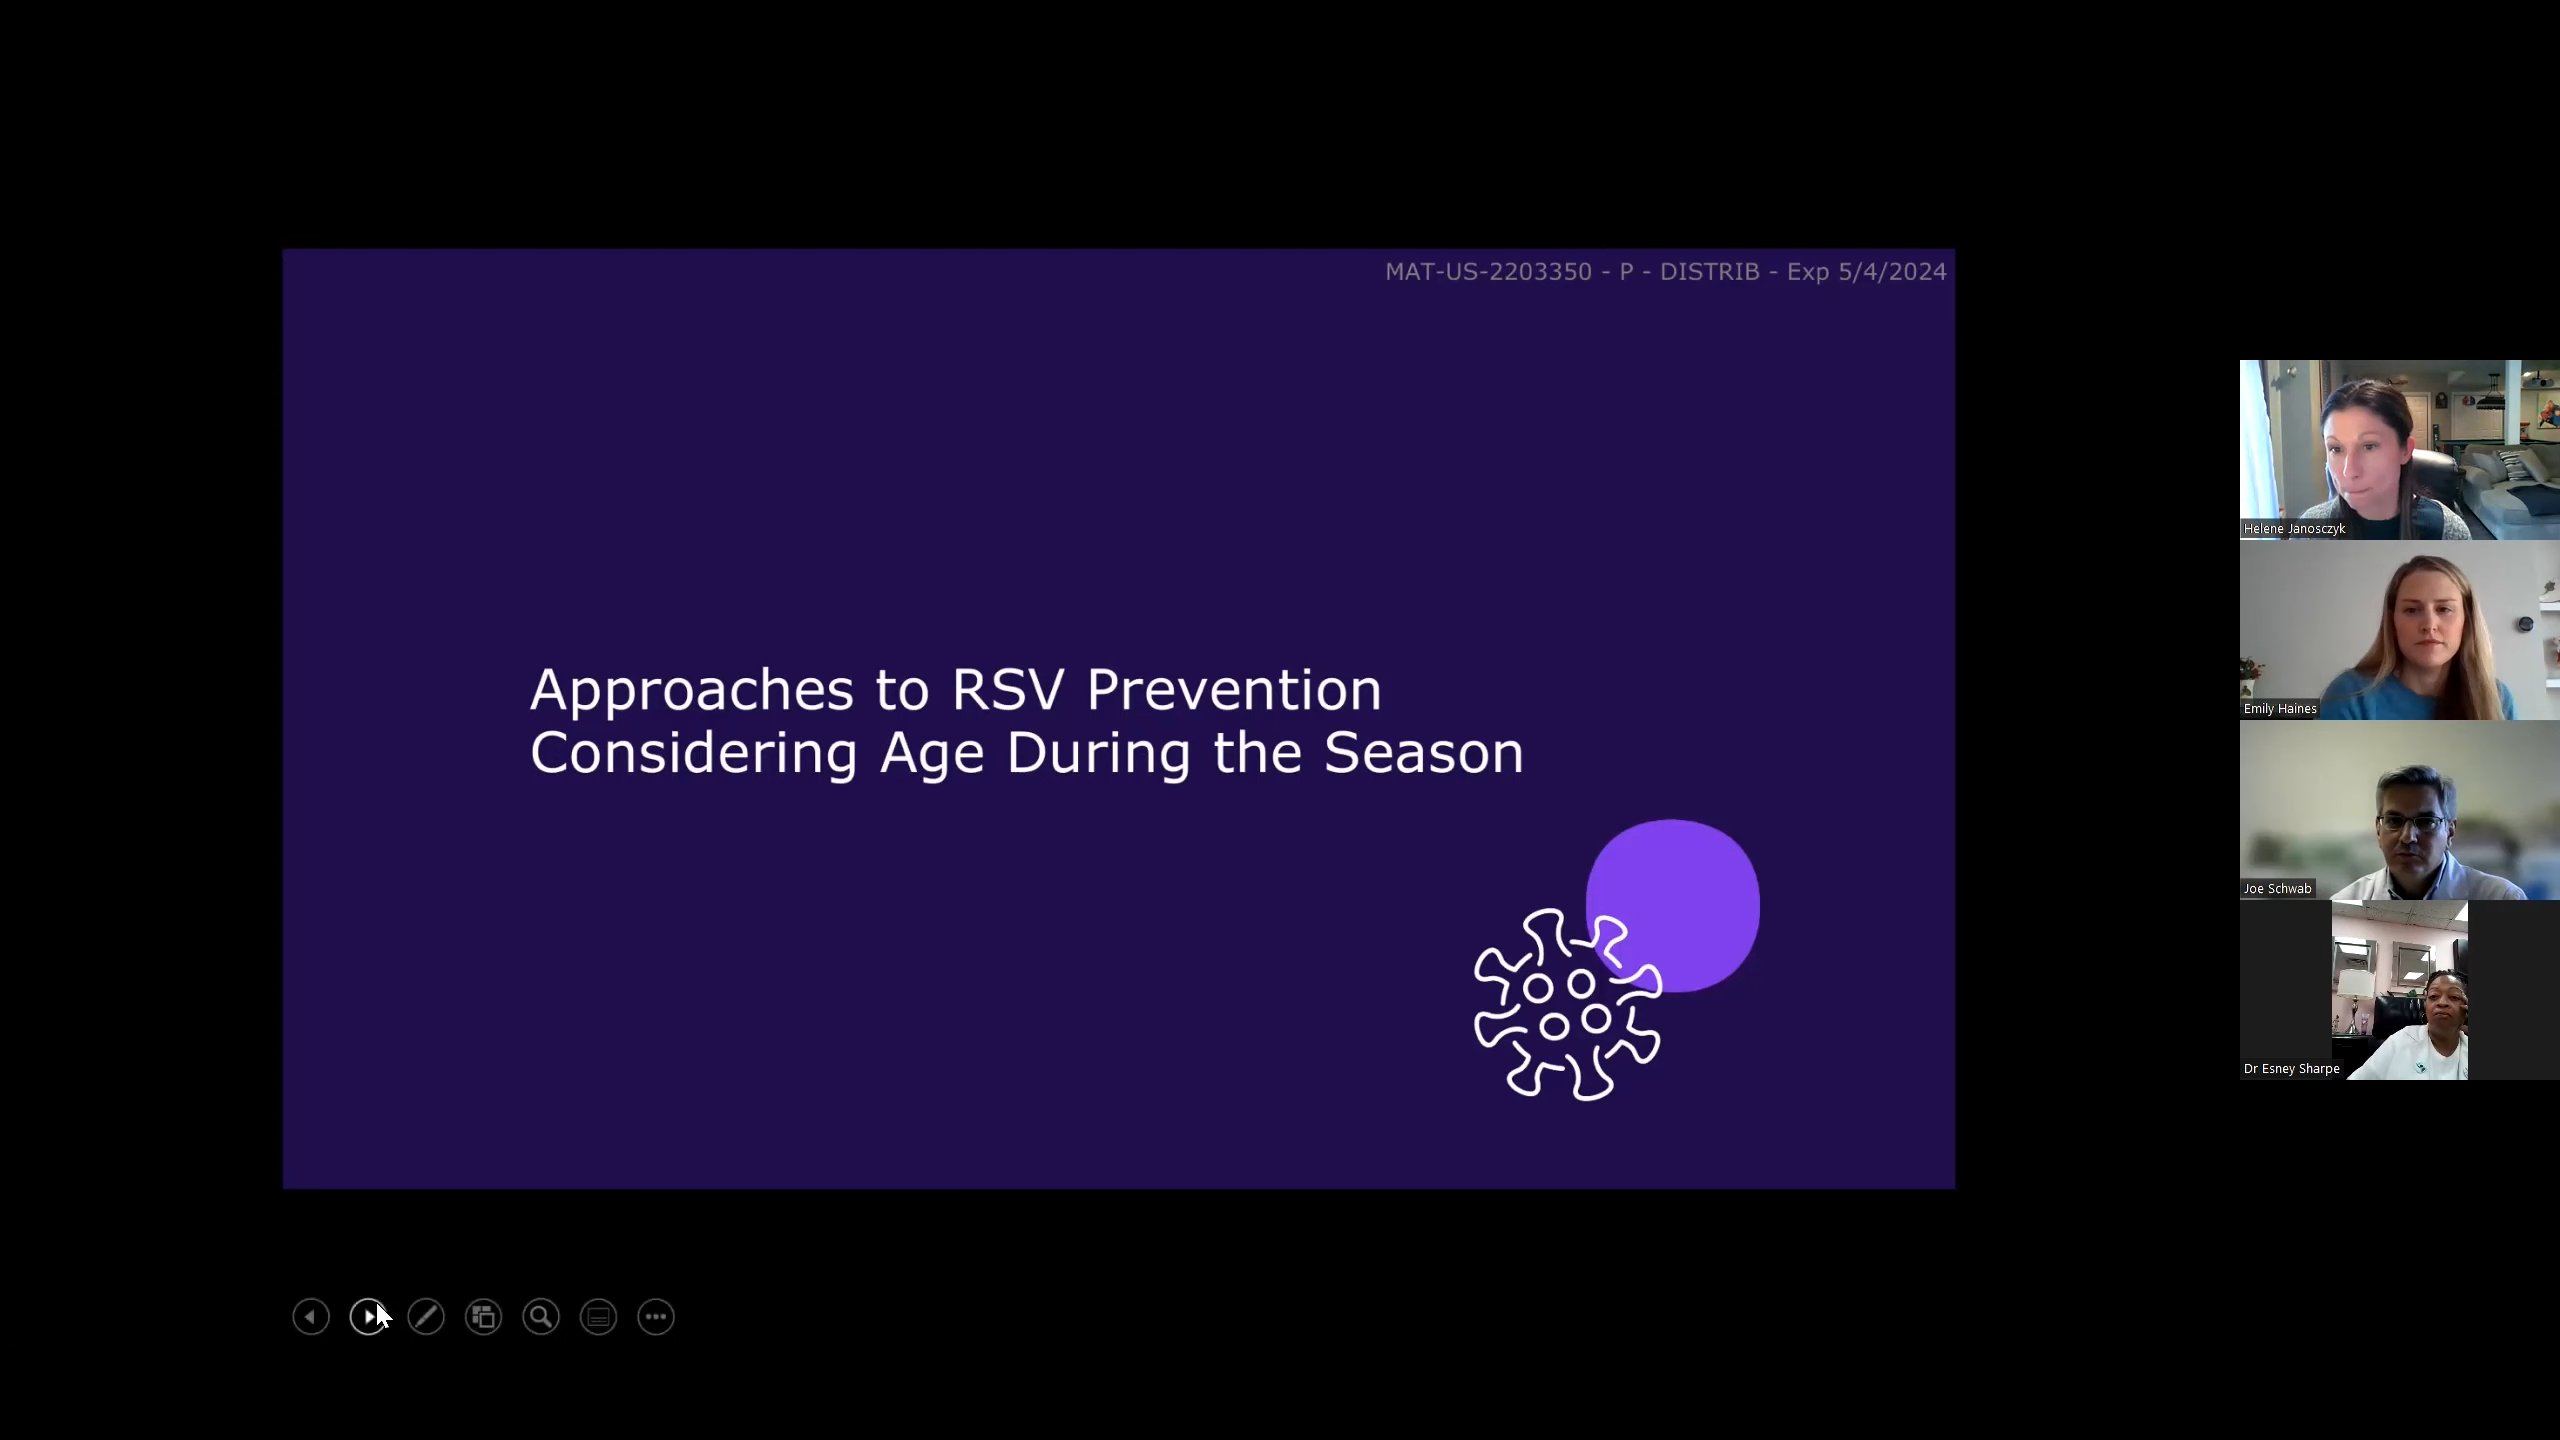 MAT-US-2203350 - P - DISTRIB - Exp 5/4/2024
Approaches to RSV Prevention
Considering Age During the Season
Helene Janosczyk
Emily Haines
Joe Schwab
Dr Esney Sharpe